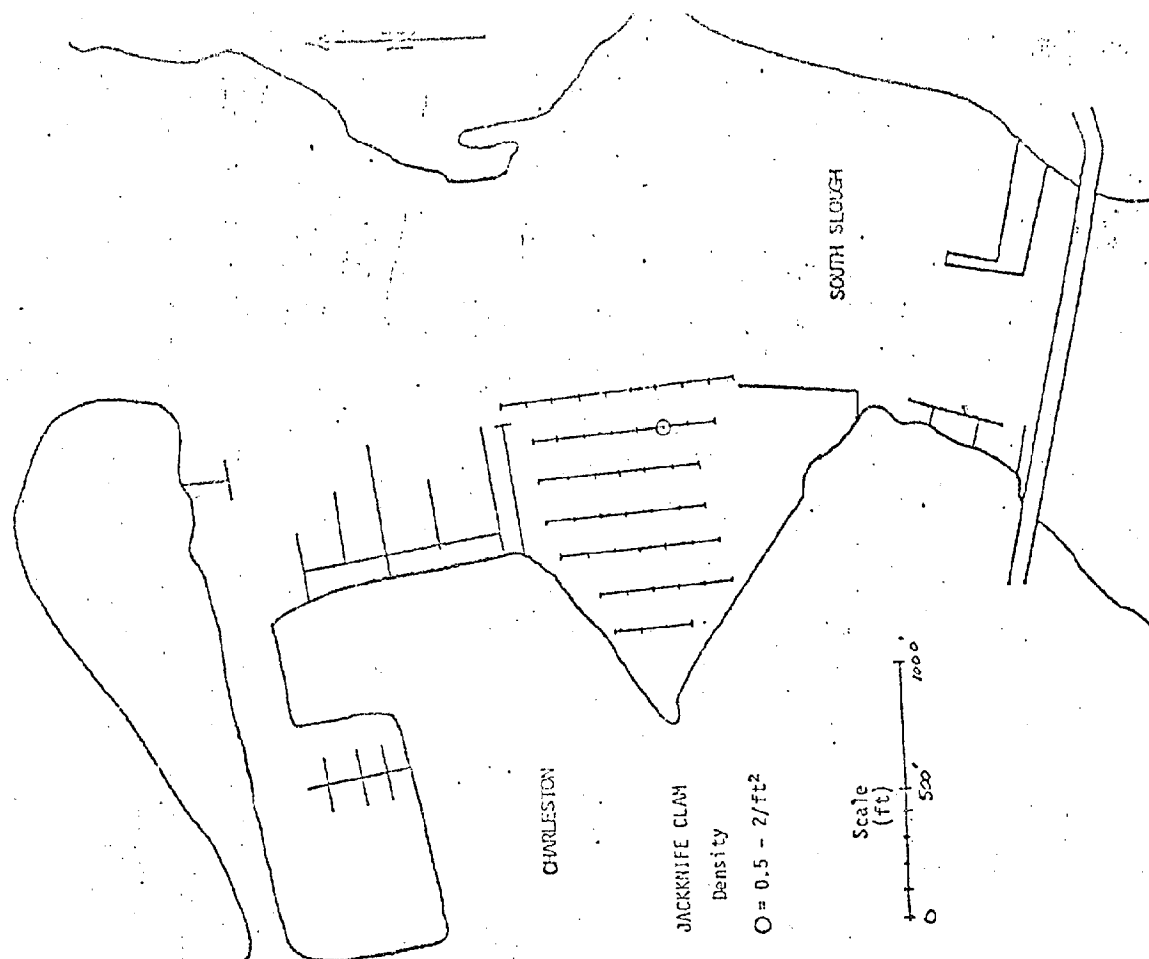 SOUTH SLOUGH
CHARLESTON
JACKKNIFE CLAM
Density
O = 0.5 - 2/ft²
Scale
(ft)
0
500'
1000'